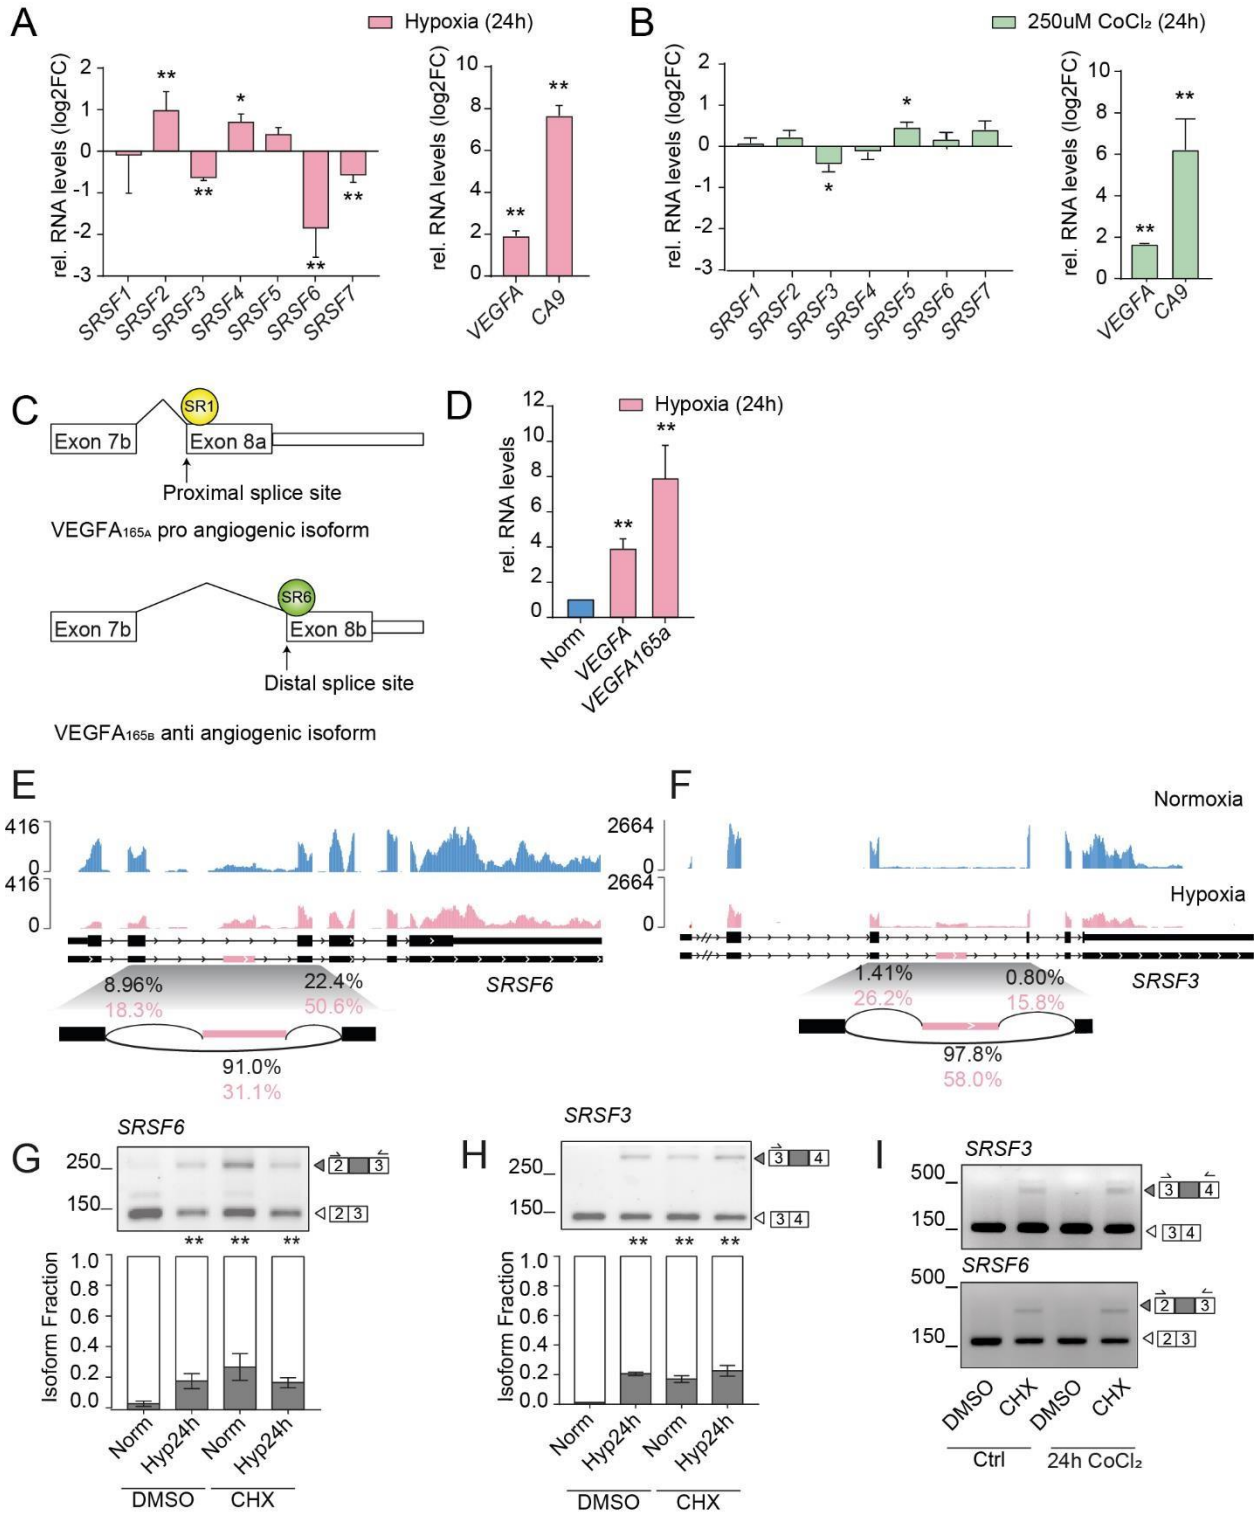 A
Hypoxia (24h)
rel. RNA levels (log2FC)
2
1
0
-1
-2
-3
**
**
*
**
**
SRSF1
SRSF2
SRSF3
SRSF4
SRSF5
SRSF6
SRSF7
rel. RNA levels (log2FC)
10
8
6
4
2
0
**
**
VEGFA
CA9
B
250uM CoCl₂ (24h)
rel. RNA levels (log2FC)
2
1
0
-1
-2
-3
*
*
SRSF1
SRSF2
SRSF3
SRSF4
SRSF5
SRSF6
SRSF7
rel. RNA levels (log2FC)
10
8
6
4
2
0
**
**
VEGFA
CA9
C
SR1
Exon 7b
Exon 8a
Proximal splice site
VEGFA165A pro angiogenic isoform
SR6
Exon 7b
Exon 8b
Distal splice site
VEGFA165B anti angiogenic isoform
D
Hypoxia (24h)
rel. RNA levels
12
10
8
6
4
2
0
**
**
Norm
VEGFA
VEGFA165a
E
416
0
416
0
8.96%
22.4%
SRSF6
18.3%
50.6%
91.0%
31.1%
F
Normoxia
2664
0
2664
Hypoxia
0
1.41%
0.80%
SRSF3
26.2%
15.8%
97.8%
58.0%
G
SRSF6
250
150
2 3
2 3
** ** **
Isoform Fraction
1.0
0.8
0.6
0.4
0.2
0.0
Norm
Hyp24h
Norm
Hyp24h
DMSO
CHX
H
SRSF3
250
150
3 4
3 4
** ** **
Isoform Fraction
1.0
0.8
0.6
0.4
0.2
0.0
Norm
Hyp24h
Norm
Hyp24h
DMSO
CHX
I
SRSF3
500
150
3 4
3 4
SRSF6
500
150
2 3
2 3
DMSO
CHX
DMSO
CHX
Ctrl
24h CoCl₂